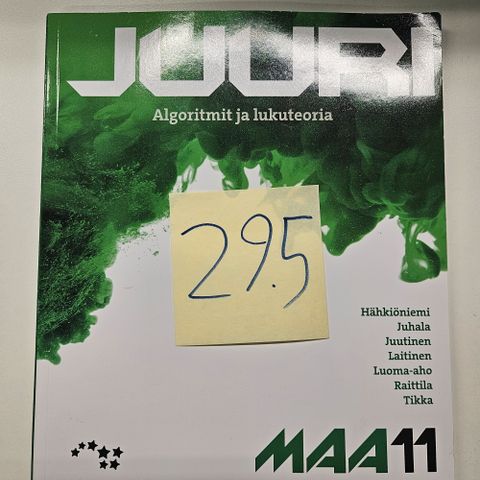 JUURI
Algoritmit ja lukuteoria
29.5
Hähkiöniemi
Juhala
Juutinen
Laitinen
Luoma-aho
Raittila
Tikka
MAA11